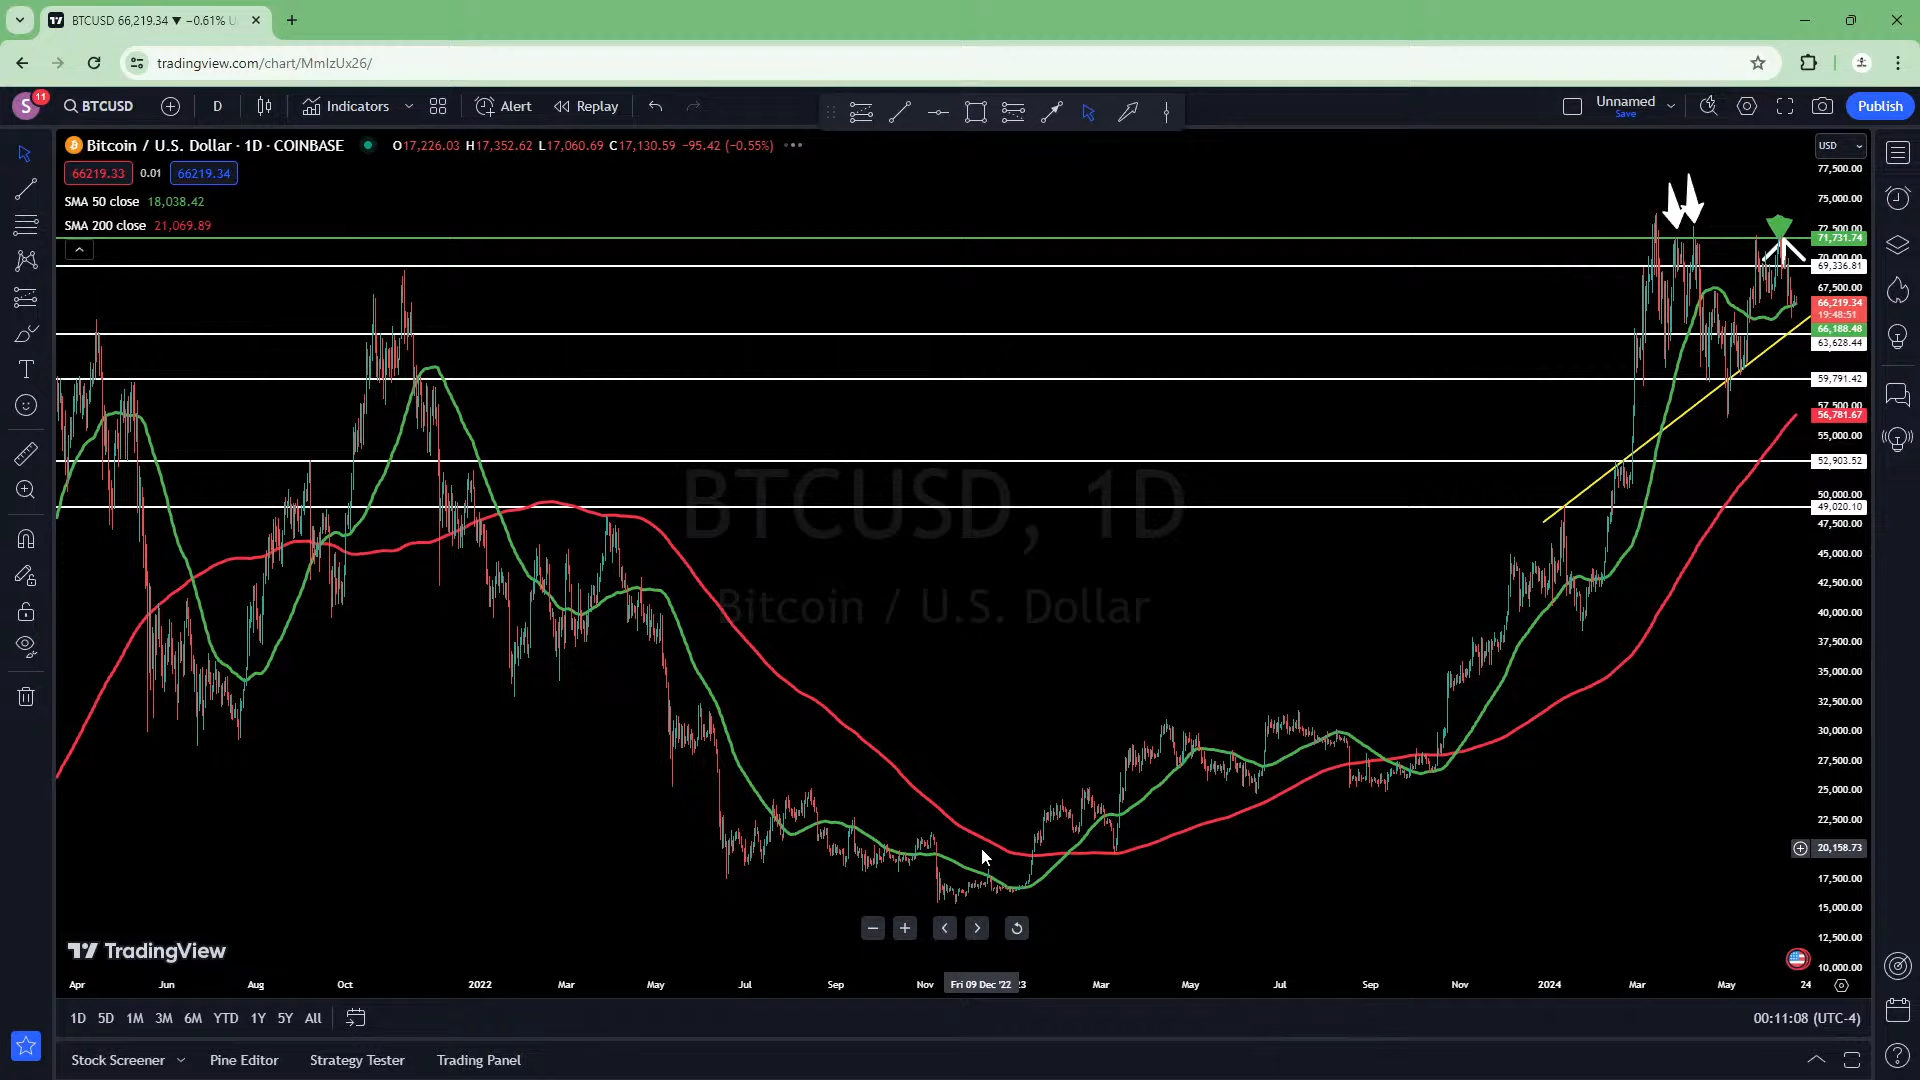 BTCUSD 66,219.34 ▼ −0.61% U
tradingview.com/chart/MmIzUx26/
S 11 BTCUSD D Indicators Alert Replay Unnamed Save Publish
Bitcoin / U.S. Dollar · 1D · COINBASE O17,226.03 H17,352.62 L17,060.69 C17,130.59 −95.42 (−0.55%)
USD
66219.33 0.01 66219.34
SMA 50 close 18,038.42
SMA 200 close 21,069.89
77,500.00
75,000.00
72,500.00
71,731.74
70,000.00
69,336.81
67,500.00
66,219.34
19:48:51
66,188.48
63,628.44
59,791.42
57,500.00
56,781.67
55,000.00
52,903.52
50,000.00
49,020.10
47,500.00
45,000.00
42,500.00
40,000.00
37,500.00
35,000.00
32,500.00
30,000.00
27,500.00
25,000.00
22,500.00
20,158.73
17,500.00
15,000.00
12,500.00
10,000.00
BTCUSD, 1D
Bitcoin / U.S. Dollar
TradingView
Apr Jun Aug Oct 2022 Mar May Jul Sep Nov Fri 09 Dec '22 Mar May Jul Sep Nov 2024 Mar May 24
1D 5D 1M 3M 6M YTD 1Y 5Y All 00:11:08 (UTC-4)
Stock Screener Pine Editor Strategy Tester Trading Panel